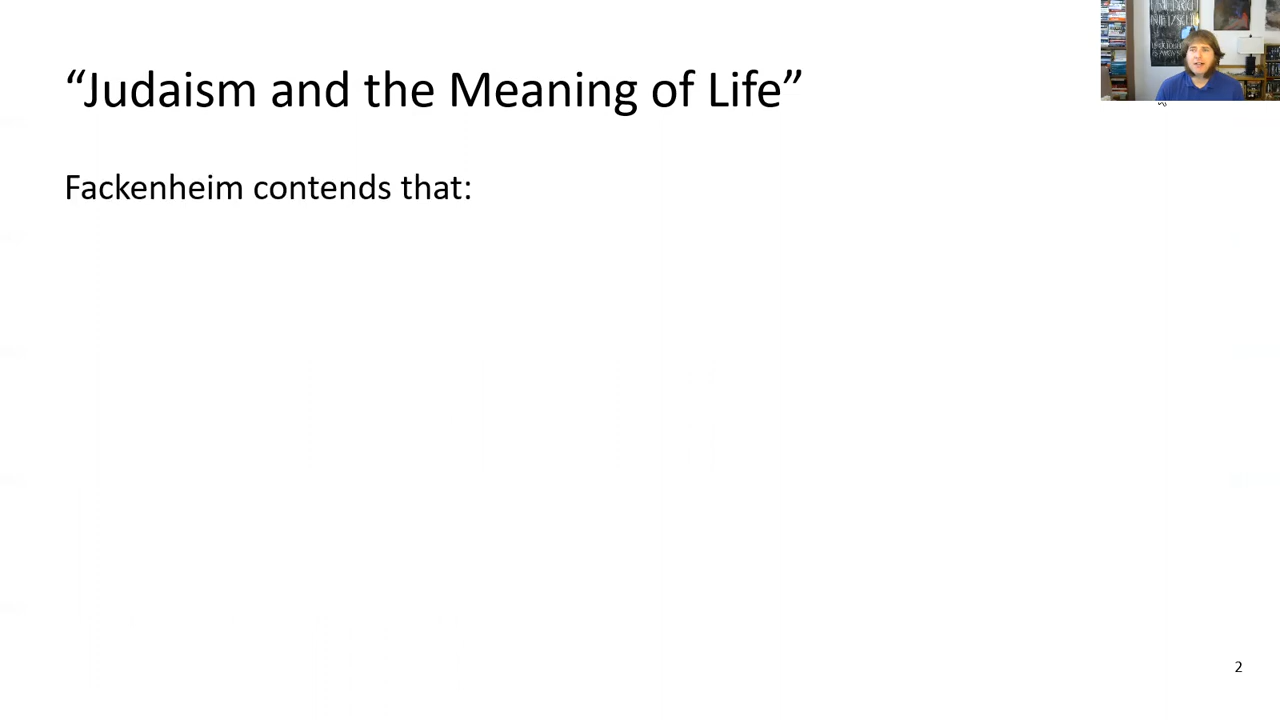 “Judaism and the Meaning of Life”
Fackenheim contends that:
2